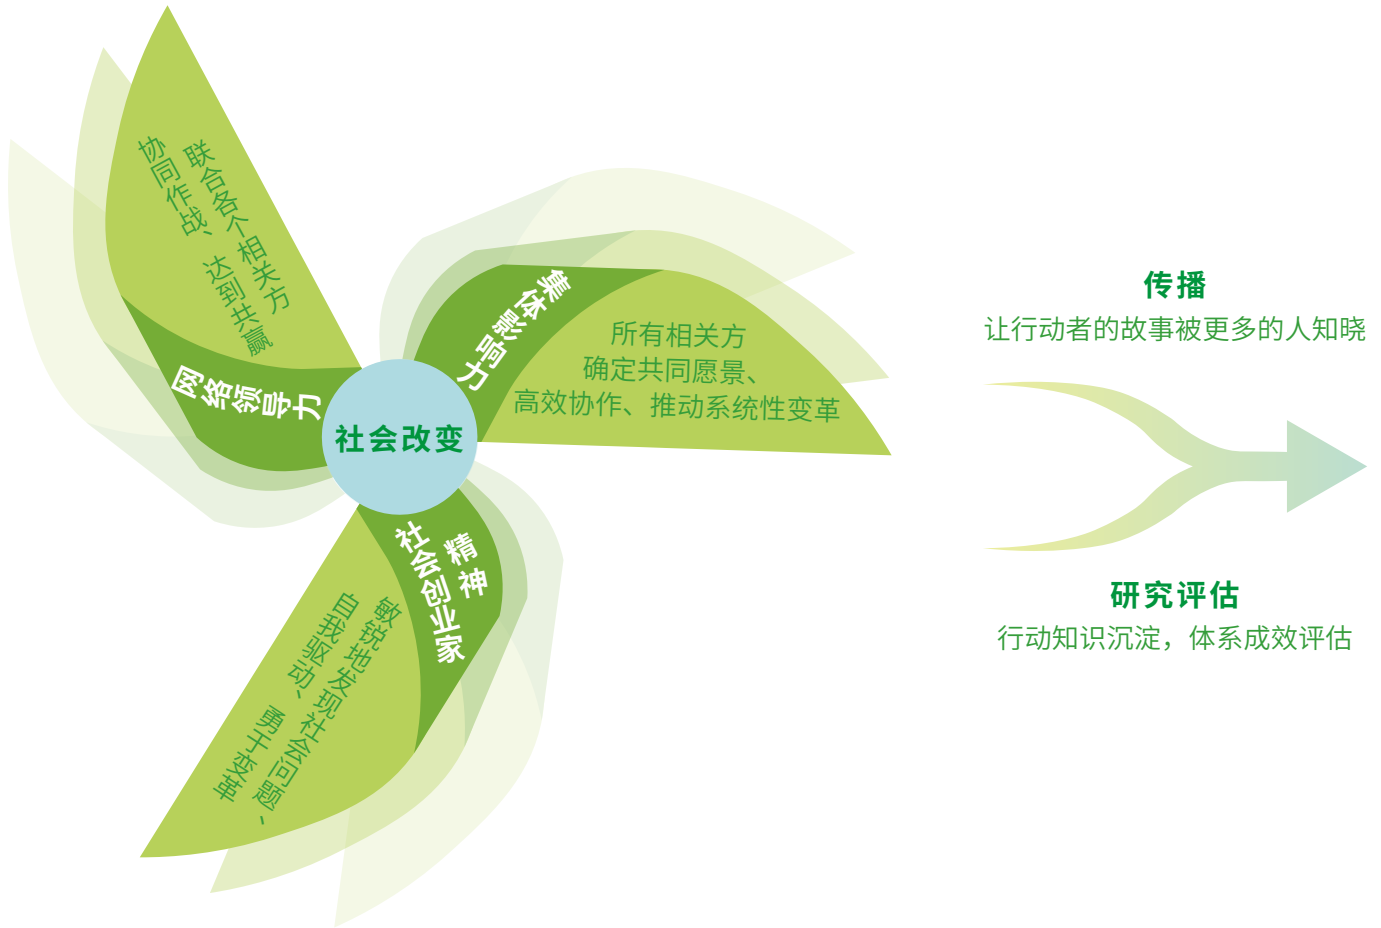 联合各个相关方
协同作战、达到共赢
网络领导力
集体影响力
所有相关方
确定共同愿景、
高效协作、推动系统性变革
社会改变
社会创业家
精神
敏锐地发现社会问题、
自我驱动、勇于变革
传播
让行动者的故事被更多的人知晓
研究评估
行动知识沉淀，体系成效评估